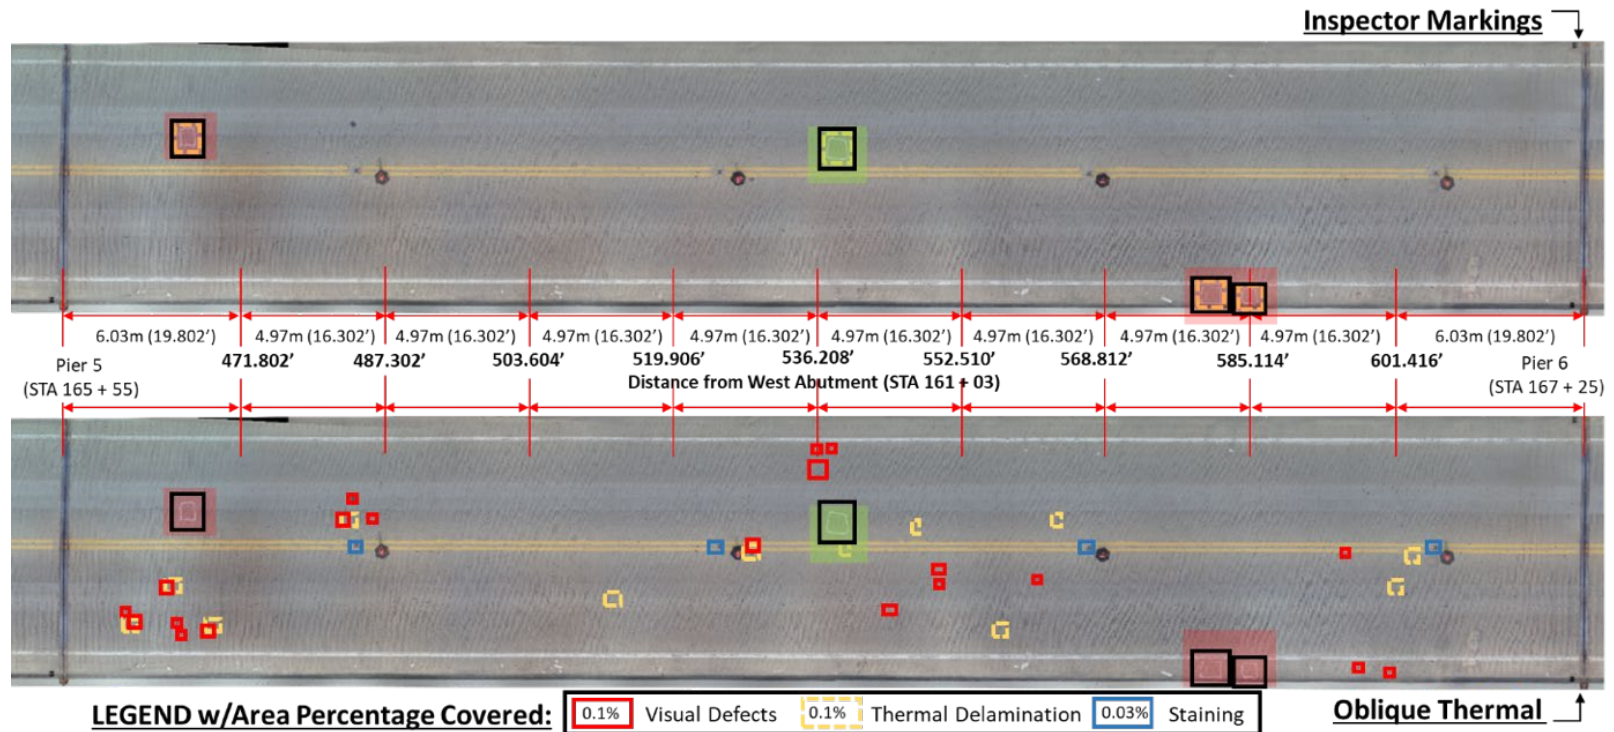 Inspector Markings
6.03m (19.802’) 4.97m (16.302’) 4.97m (16.302’) 4.97m (16.302’) 4.97m (16.302’) 4.97m (16.302’) 4.97m (16.302’) 4.97m (16.302’) 4.97m (16.302’) 6.03m (19.802’)
Pier 5 471.802’ 487.302’ 503.604’ 519.906’ 536.208’ 552.510’ 568.812’ 585.114’ 601.416’ Pier 6
(STA 165 + 55) Distance from West Abutment (STA 161 + 03) (STA 167 + 25)
LEGEND w/Area Percentage Covered: 0.1% Visual Defects 0.1% Thermal Delamination 0.03% Staining Oblique Thermal